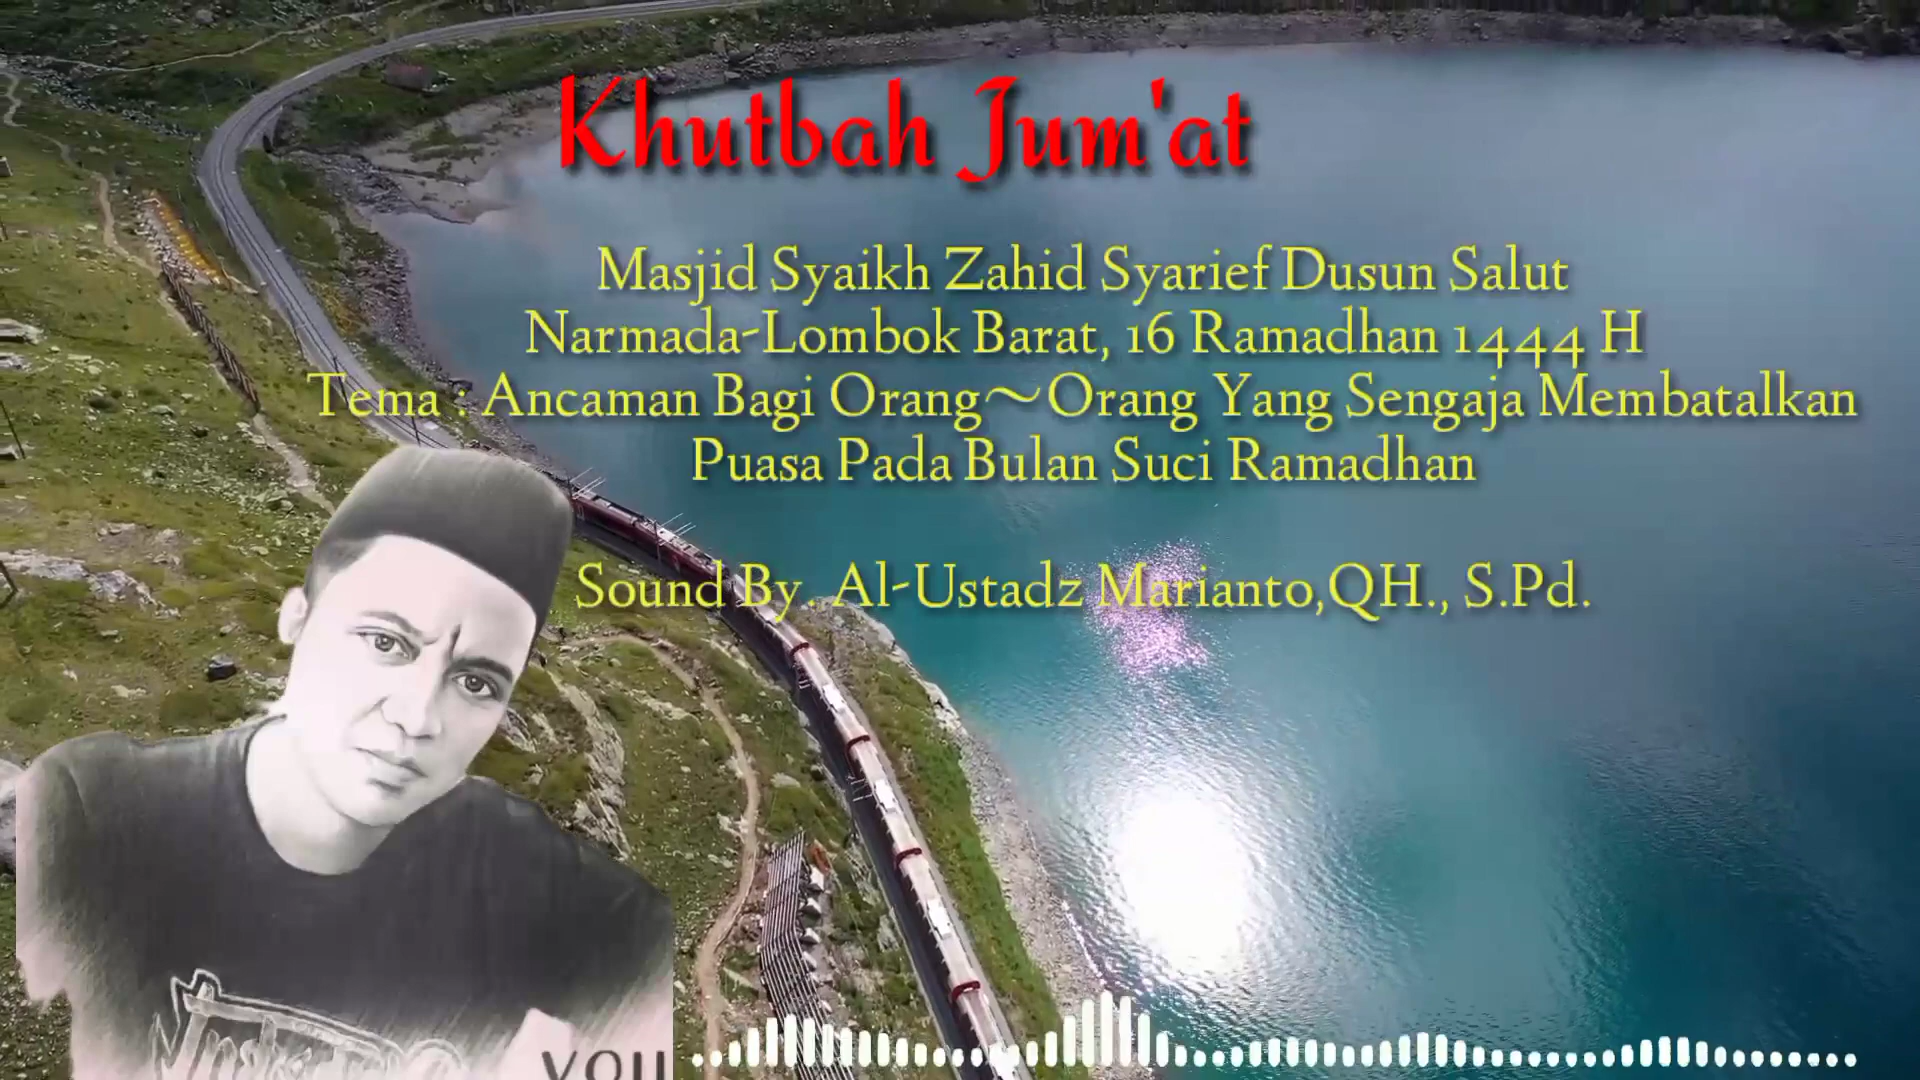 Khutbah Jum'at
Masjid Syaikh Zahid Syarief Dusun Salut
Narmada-Lombok Barat, 16 Ramadhan 1444 H
Tema : Ancaman Bagi Orang~Orang Yang Sengaja Membatalkan
Puasa Pada Bulan Suci Ramadhan
Sound By . Al-Ustadz Marianto,QH., S.Pd.
YOU